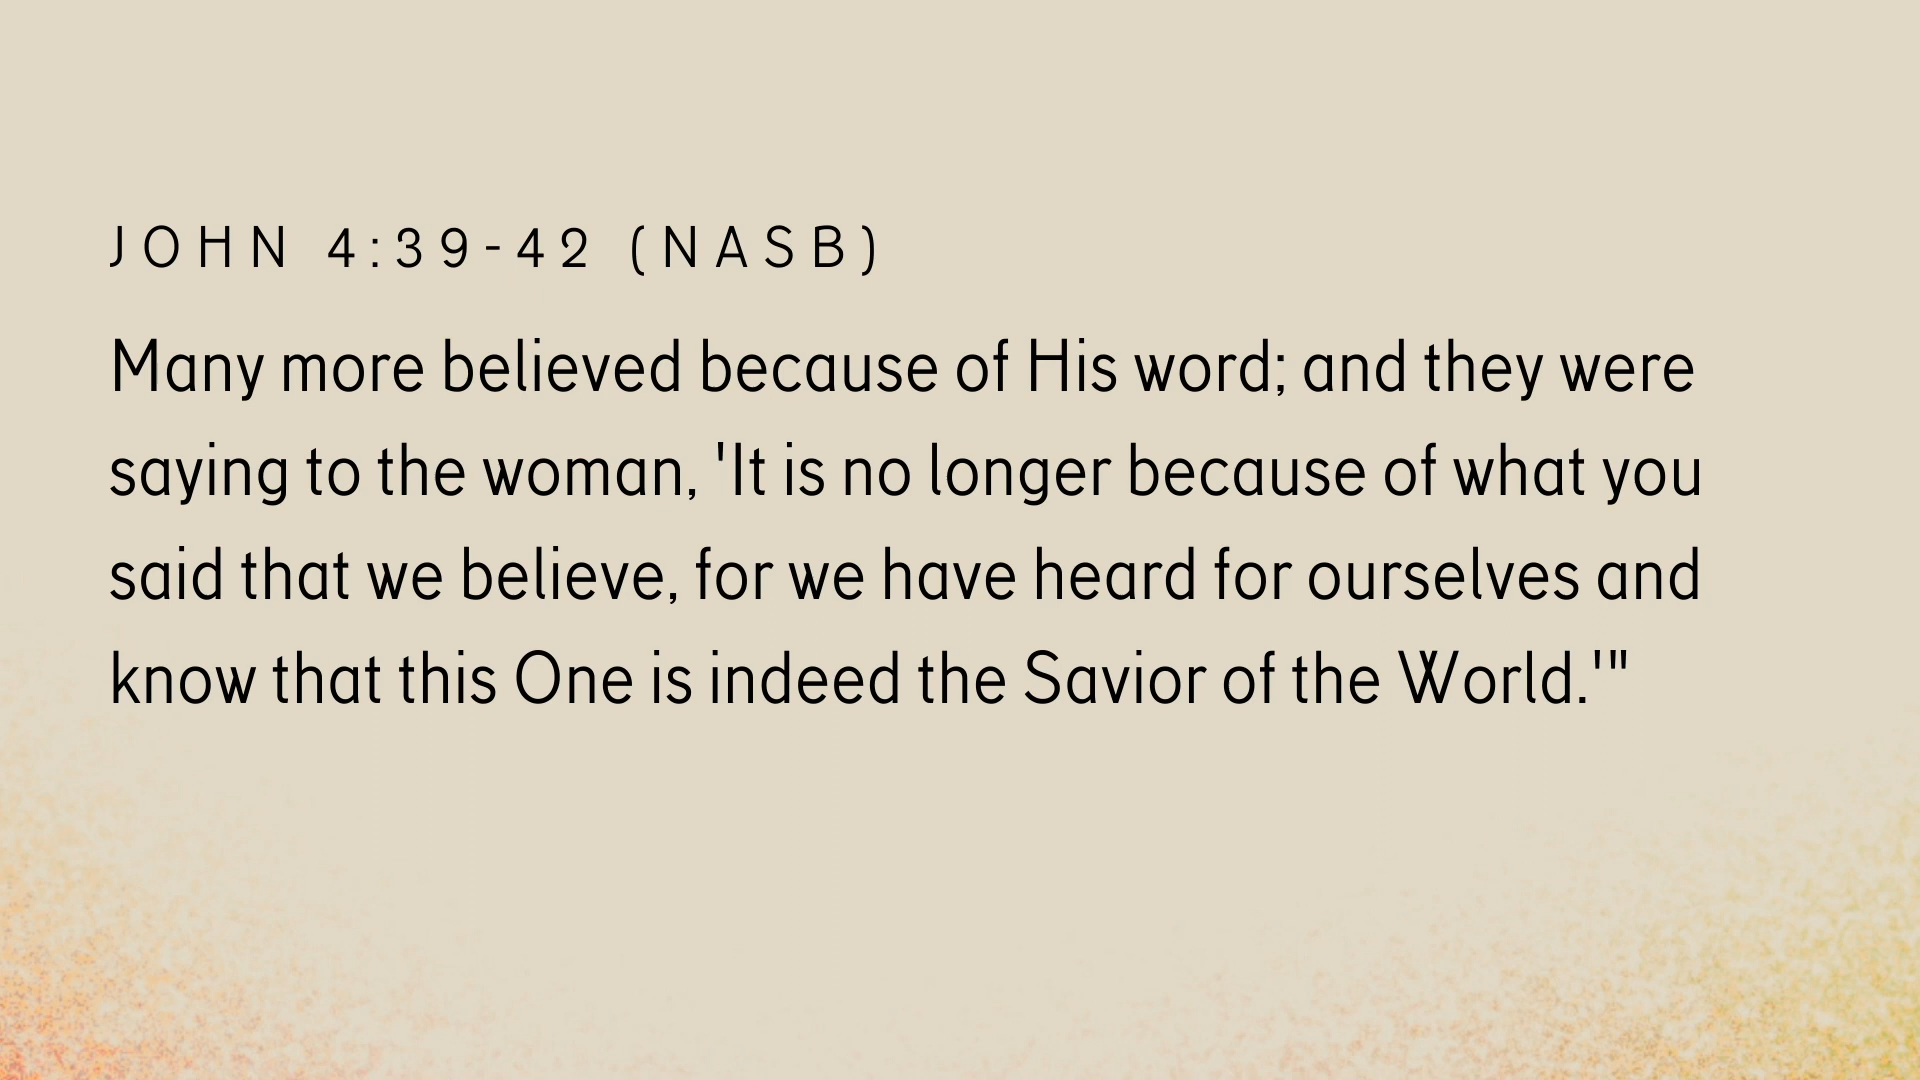 JOHN 4:39-42 (NASB)
Many more believed because of His word; and they were
saying to the woman, 'It is no longer because of what you
said that we believe, for we have heard for ourselves and
know that this One is indeed the Savior of the World.'"